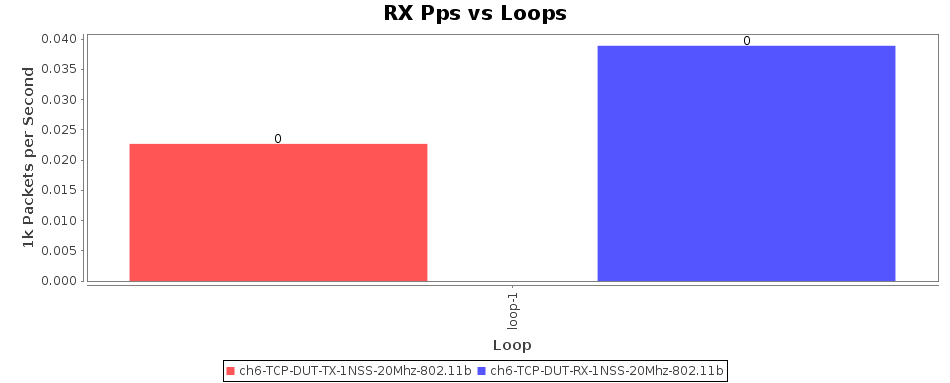 RX Pps vs Loops
1k Packets per Second
0.040
0.035
0.030
0.025
0.020
0.015
0.010
0.005
0.000
0
0
loop-1
Loop
ch6-TCP-DUT-TX-1NSS-20Mhz-802.11b ch6-TCP-DUT-RX-1NSS-20Mhz-802.11b